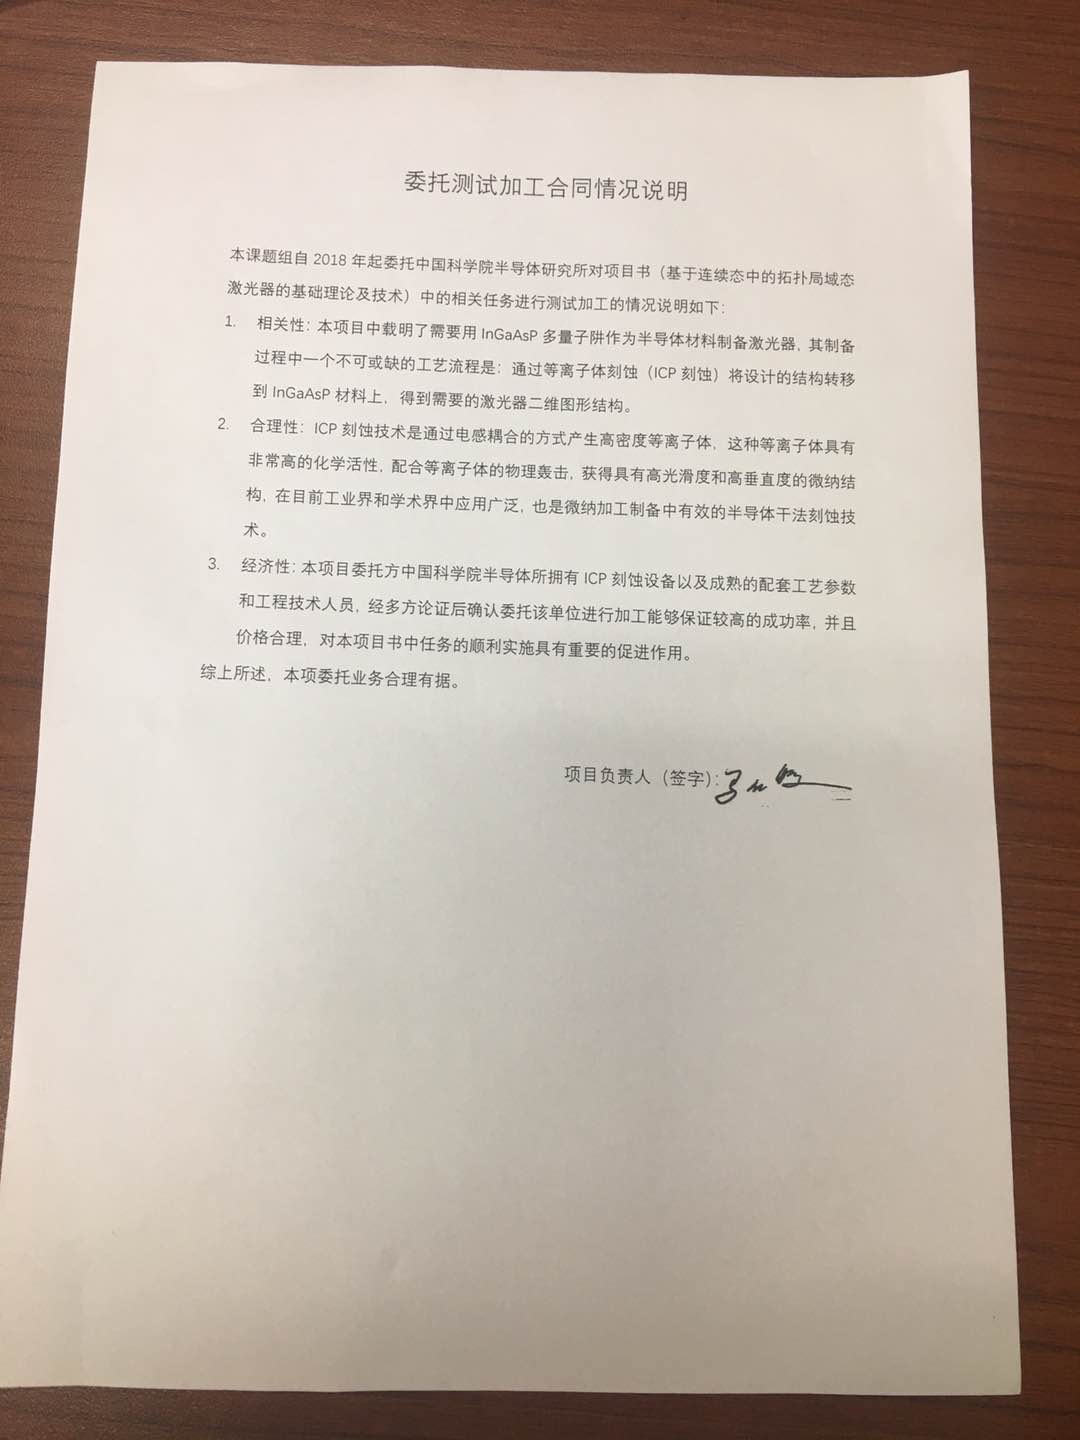 委托测试加工合同情况说明
本课题组自 2018 年起委托中国科学院半导体研究所对项目书（基于连续态中的拓扑局域态
激光器的基础理论及技术）中的相关任务进行测试加工的情况说明如下：
1. 相关性：本项目中载明了需要用 InGaAsP 多量子阱作为半导体材料制备激光器，其制备
过程中一个不可或缺的工艺流程是：通过等离子体刻蚀（ICP 刻蚀）将设计的结构转移
到 InGaAsP 材料上，得到需要的激光器二维图形结构。
2. 合理性：ICP 刻蚀技术是通过电感耦合的方式产生高密度等离子体，这种等离子体具有
非常高的化学活性，配合等离子体的物理轰击，获得具有高光滑度和高垂直度的微纳结
构，在目前工业界和学术界中应用广泛，也是微纳加工制备中有效的半导体干法刻蚀技
术。
3. 经济性：本项目委托方中国科学院半导体所拥有 ICP 刻蚀设备以及成熟的配套工艺参数
和工程技术人员，经多方论证后确认委托该单位进行加工能够保证较高的成功率，并且
价格合理，对本项目书中任务的顺利实施具有重要的促进作用。
综上所述，本项委托业务合理有据。
项目负责人（签字）：